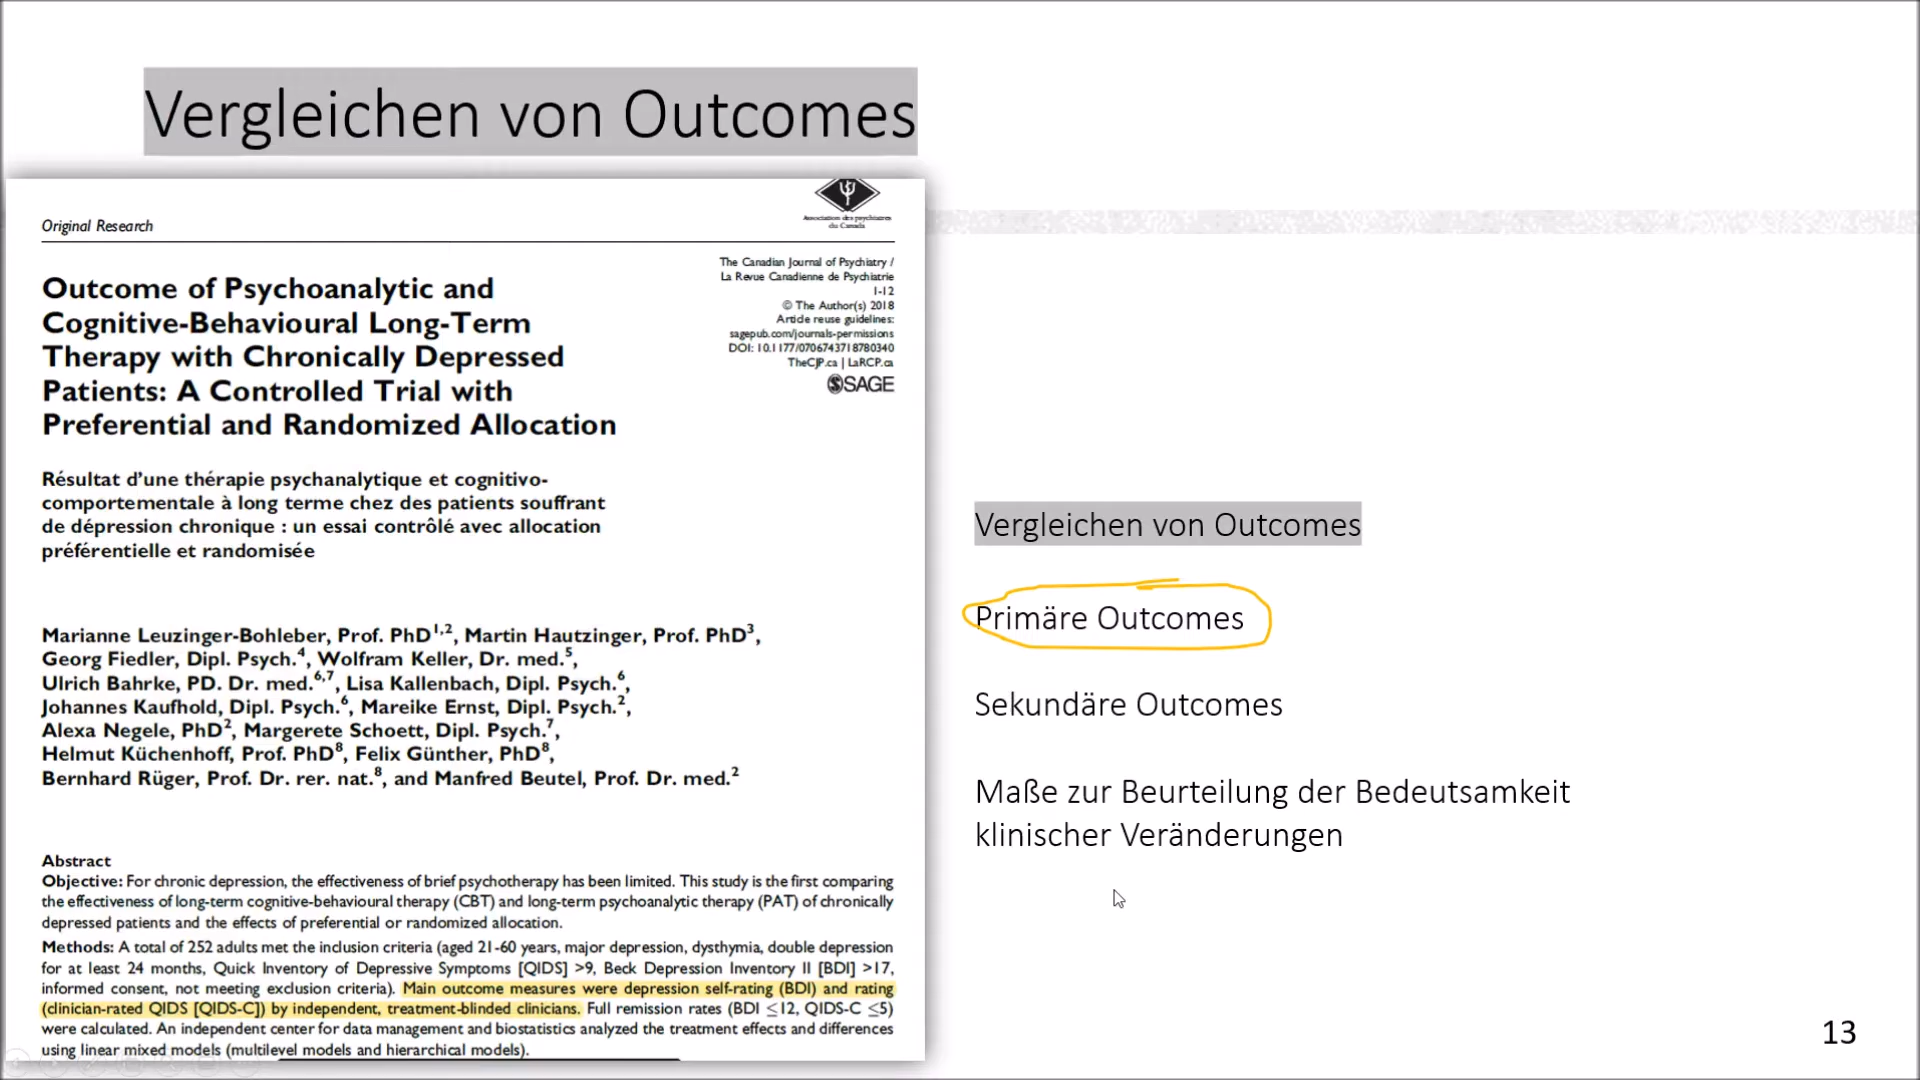 Vergleichen von Outcomes
Association des psychiatres
du Canada
Original Research
The Canadian Journal of Psychiatry /
La Revue Canadienne de Psychiatrie
1-12
© The Author(s) 2018
Article reuse guidelines:
sagepub.com/journals-permissions
DOI: 10.1177/0706743718780340
TheCJP.ca | LaRCP.ca
SAGE
Outcome of Psychoanalytic and
Cognitive-Behavioural Long-Term
Therapy with Chronically Depressed
Patients: A Controlled Trial with
Preferential and Randomized Allocation
Résultat d'une thérapie psychanalytique et cognitivo-
comportementale à long terme chez des patients souffrant
de dépression chronique : un essai contrôlé avec allocation
préférentielle et randomisée
Marianne Leuzinger-Bohleber, Prof. PhD1,2, Martin Hautzinger, Prof. PhD3,
Georg Fiedler, Dipl. Psych.4, Wolfram Keller, Dr. med.5,
Ulrich Bahrke, PD. Dr. med.6,7, Lisa Kallenbach, Dipl. Psych.6,
Johannes Kaufhold, Dipl. Psych.6, Mareike Ernst, Dipl. Psych.2,
Alexa Negele, PhD2, Margerete Schoett, Dipl. Psych.7,
Helmut Küchenhoff, Prof. PhD8, Felix Günther, PhD8,
Bernhard Rüger, Prof. Dr. rer. nat.8, and Manfred Beutel, Prof. Dr. med.2
Abstract
Objective: For chronic depression, the effectiveness of brief psychotherapy has been limited. This study is the first comparing
the effectiveness of long-term cognitive-behavioural therapy (CBT) and long-term psychoanalytic therapy (PAT) of chronically
depressed patients and the effects of preferential or randomized allocation.
Methods: A total of 252 adults met the inclusion criteria (aged 21-60 years, major depression, dysthymia, double depression
for at least 24 months, Quick Inventory of Depressive Symptoms [QIDS] >9, Beck Depression Inventory II [BDI] >17,
informed consent, not meeting exclusion criteria). Main outcome measures were depression self-rating (BDI) and rating
(clinician-rated QIDS [QIDS-C]) by independent, treatment-blinded clinicians. Full remission rates (BDI ≤12, QIDS-C ≤5)
were calculated. An independent center for data management and biostatistics analyzed the treatment effects and differences
using linear mixed models (multilevel models and hierarchical models).
Vergleichen von Outcomes
Primäre Outcomes
Sekundäre Outcomes
Maße zur Beurteilung der Bedeutsamkeit
klinischer Veränderungen
13